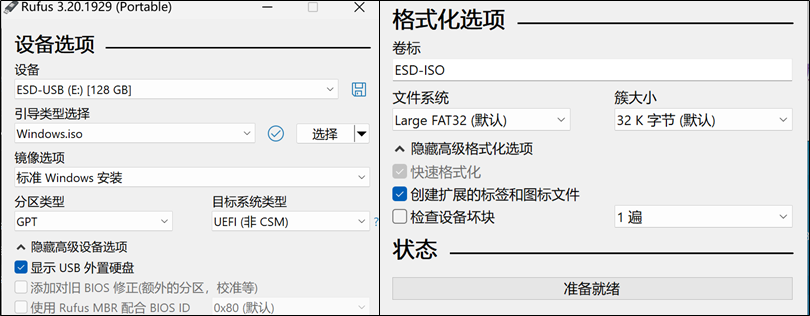 Rufus 3.20.1929 (Portable)
设备选项
设备
ESD-USB (E:) [128 GB]
引导类型选择
Windows.iso
选择
镜像选项
标准 Windows 安装
分区类型
目标系统类型
GPT
UEFI (非 CSM)
?
隐藏高级设备选项
显示 USB 外置硬盘
添加对旧 BIOS 修正(额外的分区，校准等)
使用 Rufus MBR 配合 BIOS ID
0x80 (默认)
格式化选项
卷标
ESD-ISO
文件系统
簇大小
Large FAT32 (默认)
32 K 字节 (默认)
隐藏高级格式化选项
快速格式化
创建扩展的标签和图标文件
检查设备坏块
1 遍
状态
准备就绪